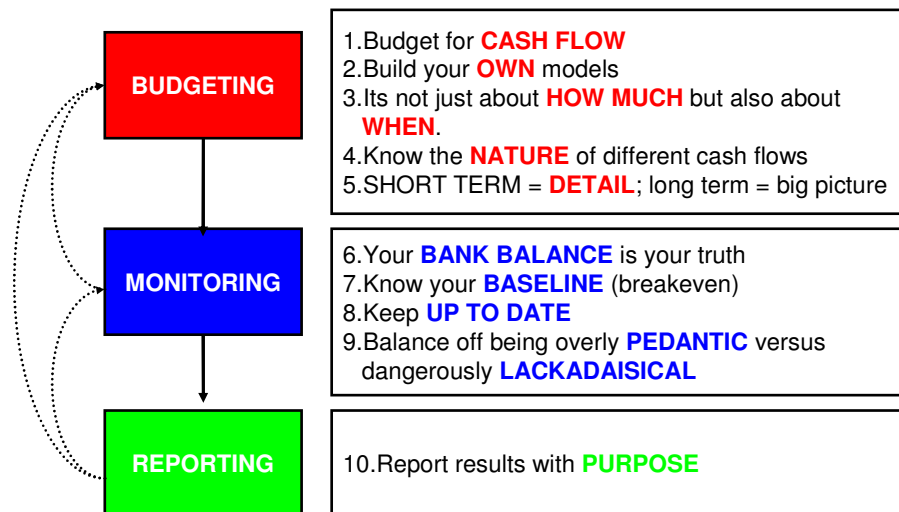 BUDGETING
1.Budget for CASH FLOW
2.Build your OWN models
3.Its not just about HOW MUCH but also about
WHEN.
4.Know the NATURE of different cash flows
5.SHORT TERM = DETAIL; long term = big picture
MONITORING
6.Your BANK BALANCE is your truth
7.Know your BASELINE (breakeven)
8.Keep UP TO DATE
9.Balance off being overly PEDANTIC versus
dangerously LACKADAISICAL
REPORTING
10.Report results with PURPOSE